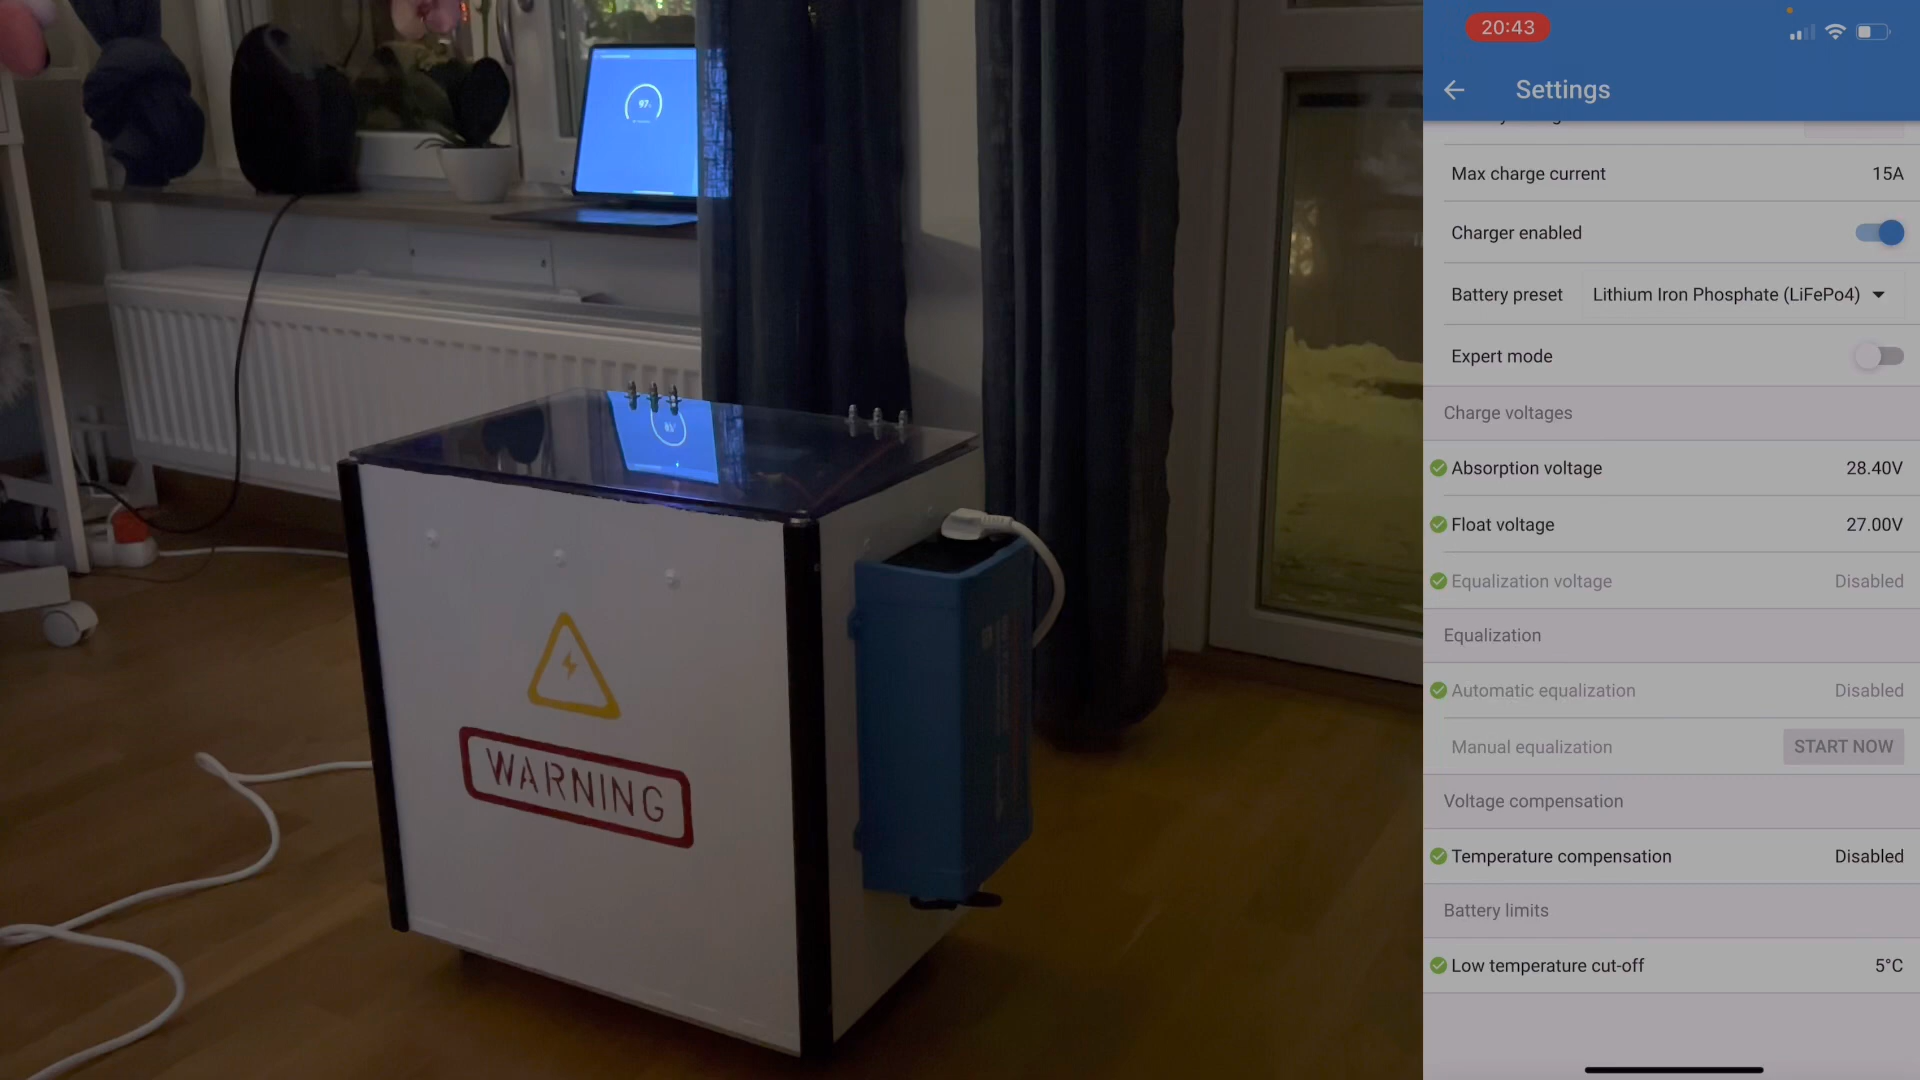 97
WARNING
20:43
Settings
Max charge current 15A
Charger enabled
Battery preset Lithium Iron Phosphate (LiFePo4)
Expert mode
Charge voltages
Absorption voltage 28.40V
Float voltage 27.00V
Equalization voltage Disabled
Equalization
Automatic equalization Disabled
Manual equalization START NOW
Voltage compensation
Temperature compensation Disabled
Battery limits
Low temperature cut-off 5°C